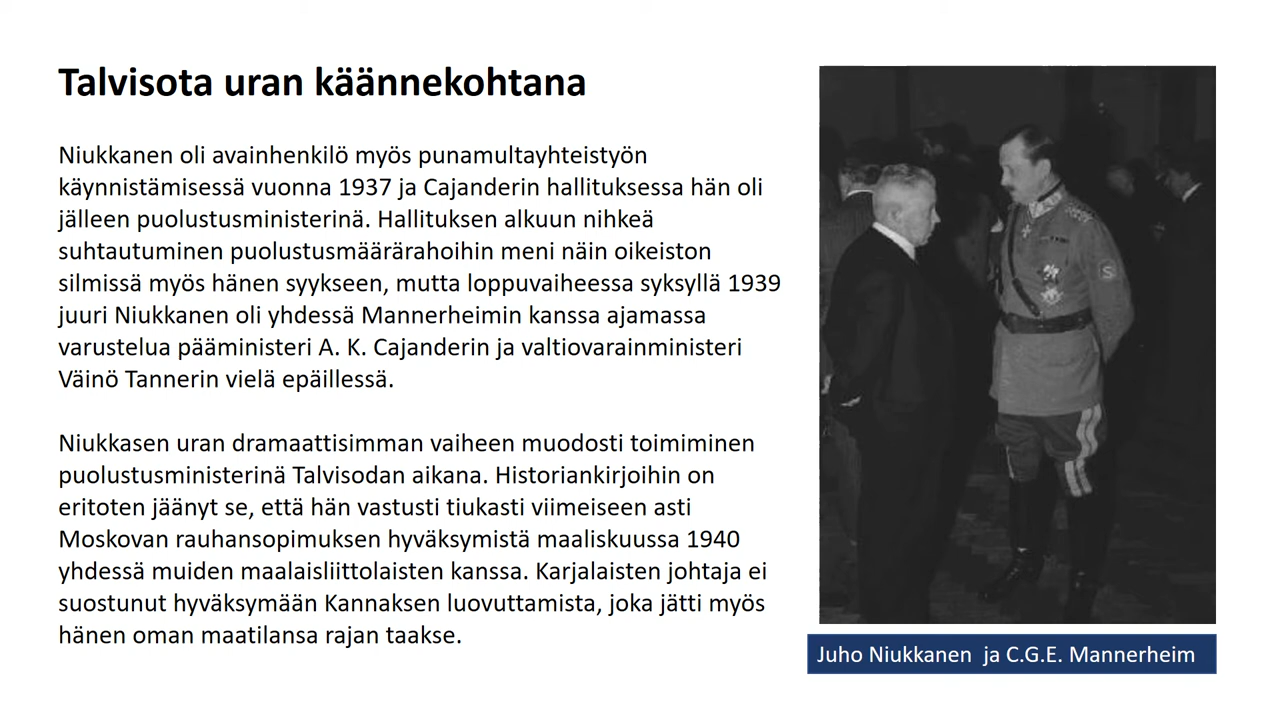 Talvisota uran käännekohtana
Niukkanen oli avainhenkilö myös punamultayhteistyön
käynnistämisessä vuonna 1937 ja Cajanderin hallituksessa hän oli
jälleen puolustusministerinä. Hallituksen alkuun nihkeä
suhtautuminen puolustusmäärärahoihin meni näin oikeiston
silmissä myös hänen syykseen, mutta loppuvaiheessa syksyllä 1939
juuri Niukkanen oli yhdessä Mannerheimin kanssa ajamassa
varustelua pääministeri A. K. Cajanderin ja valtiovarainministeri
Väinö Tannerin vielä epäillessä.
Niukkasen uran dramaattisimman vaiheen muodosti toimiminen
puolustusministerinä Talvisodan aikana. Historiankirjoihin on
eritoten jäänyt se, että hän vastusti tiukasti viimeiseen asti
Moskovan rauhansopimuksen hyväksymistä maaliskuussa 1940
yhdessä muiden maalaisliittolaisten kanssa. Karjalaisten johtaja ei
suostunut hyväksymään Kannaksen luovuttamista, joka jätti myös
hänen oman maatilansa rajan taakse.
S
Juho Niukkanen ja C.G.E. Mannerheim